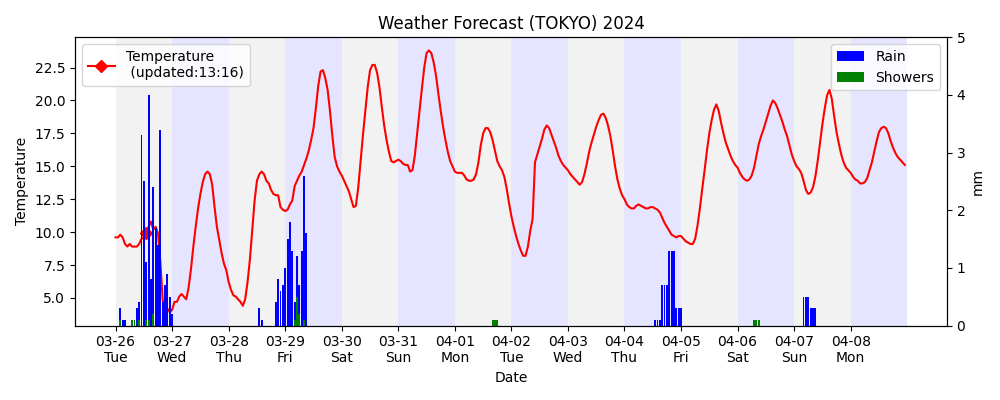 Weather Forecast (TOKYO) 2024
Temperature
(updated:13:16)
Rain
Showers
Temperature
22.5
20.0
17.5
15.0
12.5
10.0
7.5
5.0
5
4
3
2
1
0
mm
03-26 03-27 03-28 03-29 03-30 03-31 04-01 04-02 04-03 04-04 04-05 04-06 04-07 04-08
Tue Wed Thu Fri Sat Sun Mon Tue Wed Thu Fri Sat Sun Mon
Date